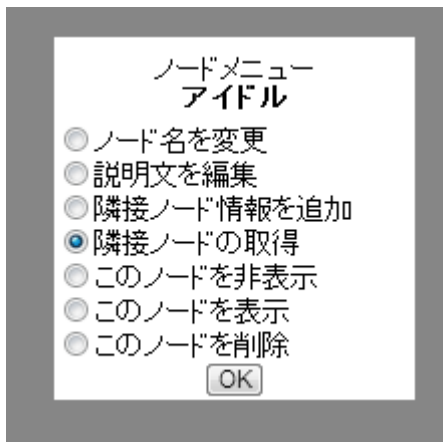 ノードメニュー
アイドル
ノード名を変更
説明文を編集
隣接ノード情報を追加
隣接ノードの取得
このノードを非表示
このノードを表示
このノードを削除
OK